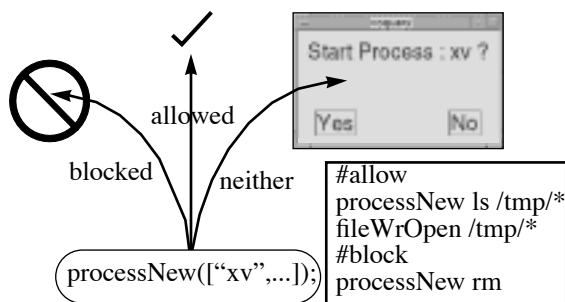 Start Process : xv ?
Yes No
allowed
blocked
neither
#allow
processNew ls /tmp/*
fileWrOpen /tmp/*
#block
processNew rm
processNew([“xv”,...]);